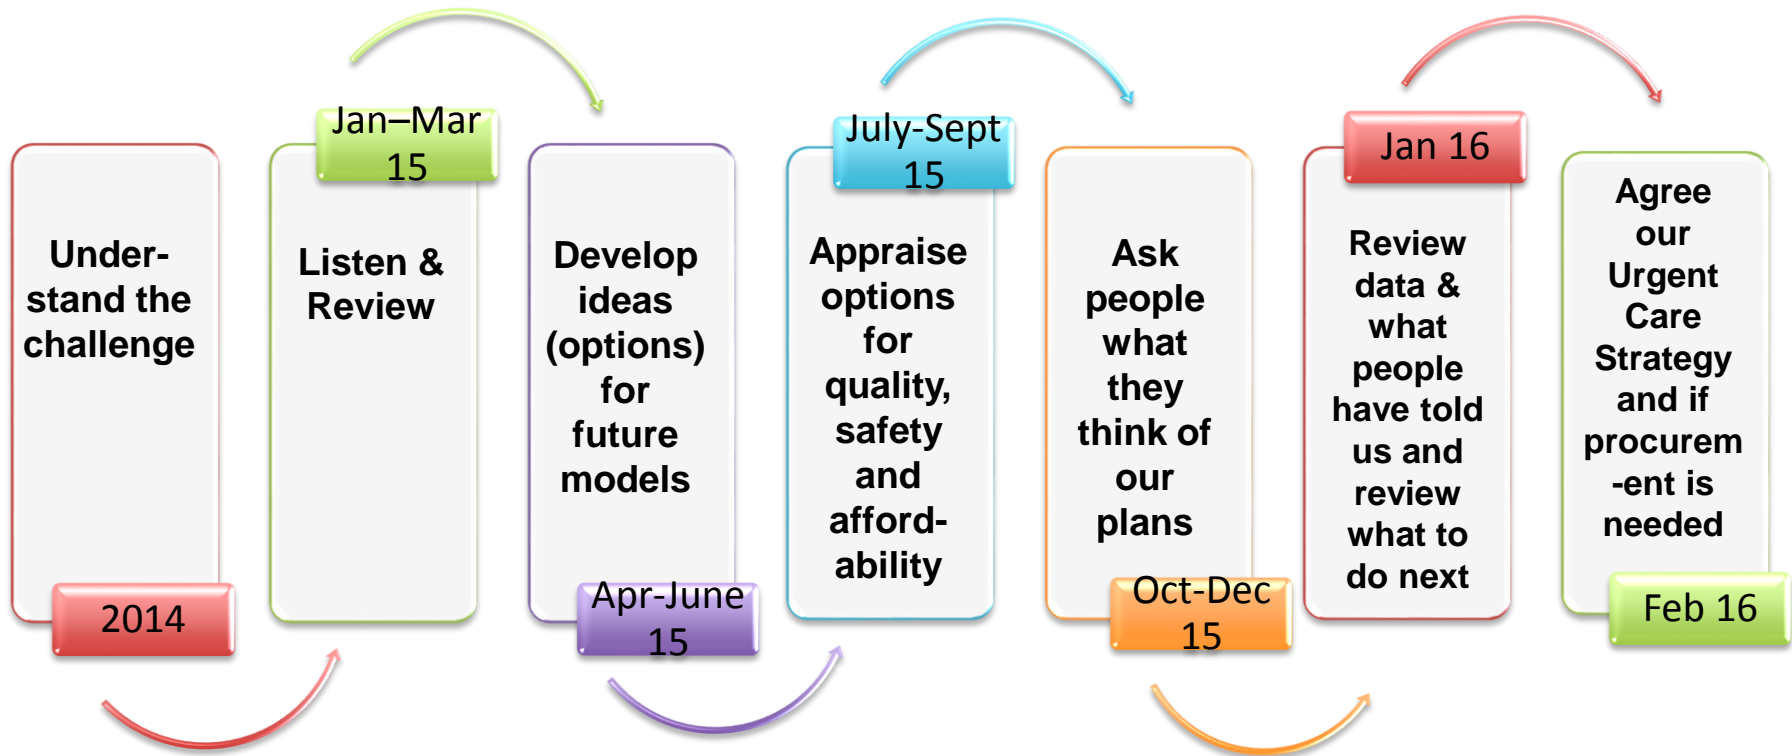 Under-
stand the
challenge
2014
Jan–Mar
15
Listen &
Review
Develop
ideas
(options)
for
future
models
Apr-June
15
July-Sept
15
Appraise
options
for
quality,
safety
and
afford-
ability
Ask
people
what
they
think of
our
plans
Oct-Dec
15
Jan 16
Review
data &
what
people
have told
us and
review
what to
do next
Agree
our
Urgent
Care
Strategy
and if
procurem
-ent is
needed
Feb 16